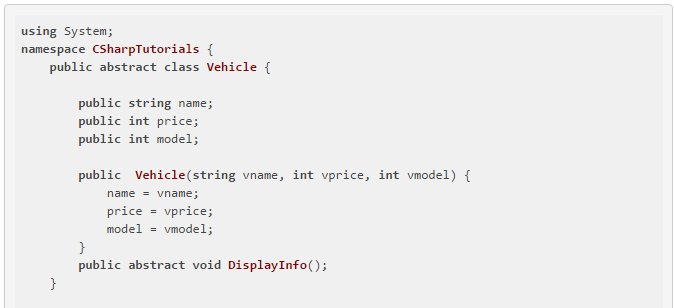 using System;
namespace CSharpTutorials {
    public abstract class Vehicle {

        public string name;
        public int price;
        public int model;

        public  Vehicle(string vname, int vprice, int vmodel) {
            name = vname;
            price = vprice;
            model = vmodel;
        }
        public abstract void DisplayInfo();
    }